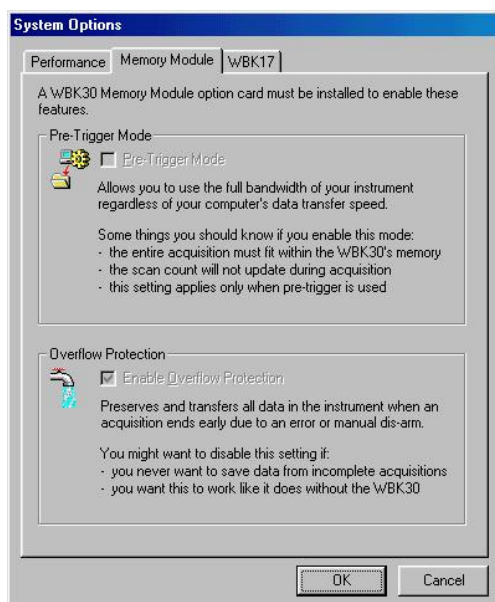 System Options
Performance
Memory Module
WBK17
A WBK30 Memory Module option card must be installed to enable these
features.
Pre-Trigger Mode
Pre-Trigger Mode
Allows you to use the full bandwidth of your instrument
regardless of your computer's data transfer speed.
Some things you should know if you enable this mode:
- the entire acquisition must fit within the WBK30's memory
- the scan count will not update during acquisition
- this setting applies only when pre-trigger is used
Overflow Protection
Enable Overflow Protection
Preserves and transfers all data in the instrument when an
acquisition ends early due to an error or manual dis-arm.
You might want to disable this setting if:
- you never want to save data from incomplete acquisitions
- you want this to work like it does without the WBK30
OK
Cancel